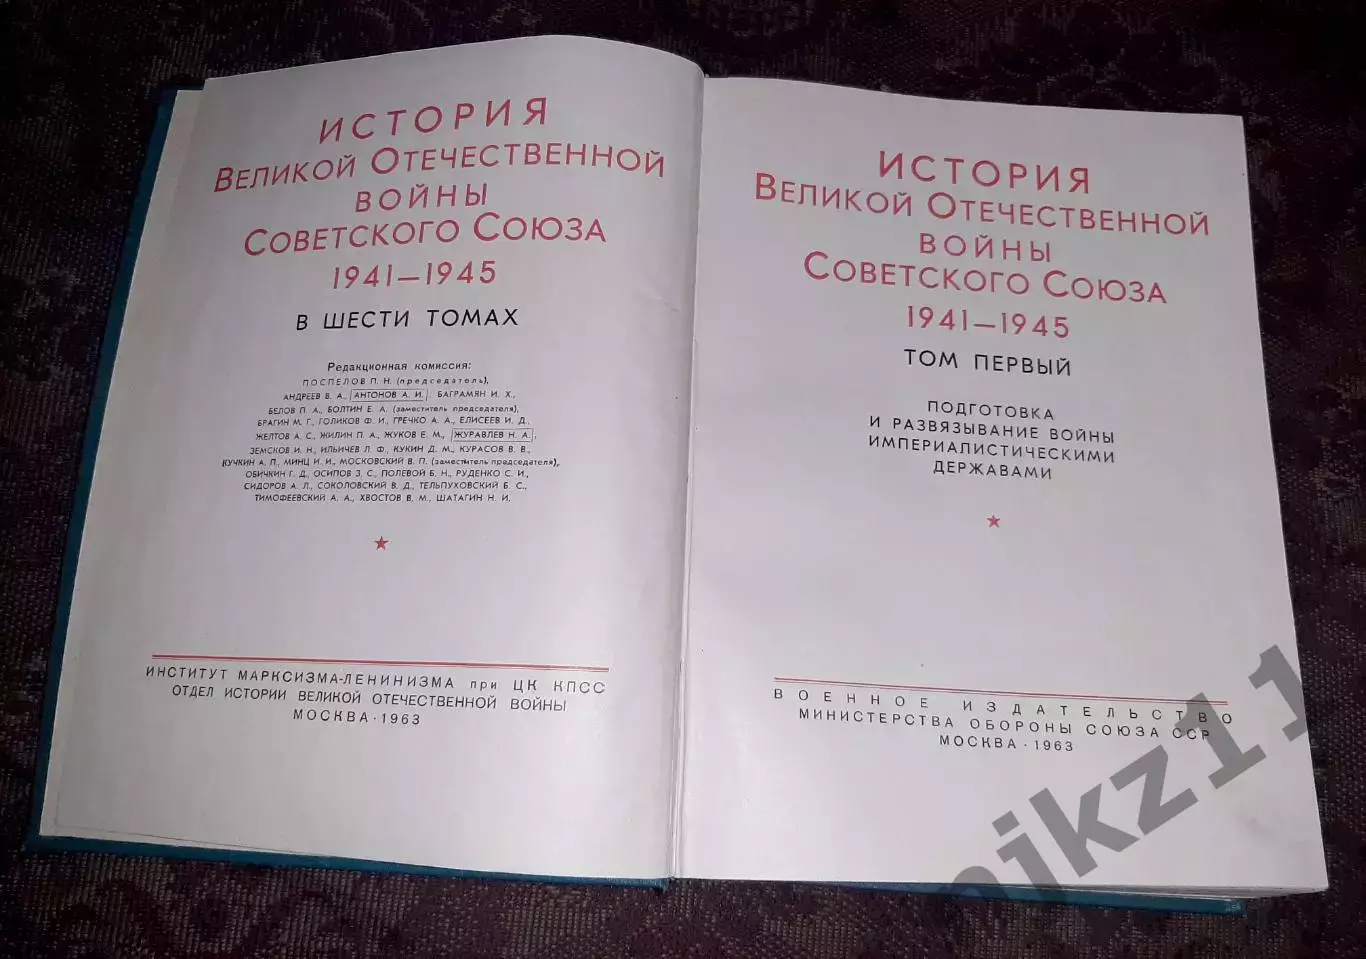 ИСТОРИЯ
ВЕЛИКОЙ ОТЕЧЕСТВЕННОЙ
ВОЙНЫ
СОВЕТСКОГО СОЮЗА
1941—1945
В ШЕСТИ ТОМАХ
Редакционная комиссия:
ПОСПЕЛОВ П. Н. (председатель),
АНДРЕЕВ В. А., АНТОНОВ А. И., БАГРАМЯН И. Х.,
БЕЛОВ П. А., БОЛТИН Е. А. (заместитель председателя),
БРАГИН М. Г., ГОЛИКОВ Ф. И., ГРЕЧКО А. А., ЕЛИСЕЕВ И. Д.,
ЖЕЛТОВ А. С., ЖИЛИН П. А., ЖУКОВ Е. М., ЖУРАВЛЕВ Н. А.,
ЗЕМСКОВ И. Н., ИЛЬИЧЕВ Л. Ф., КУКИН Д. М., КУРАСОВ В. В.,
КУЧКИН А. П., МИНЦ И. И., МОСКОВСКИЙ В. П. (заместитель председателя),
ОБИЧКИН Г. Д., ОСИПОВ З. С., ПОЛЕВОЙ Б. Н., РУДЕНКО С. И.,
СИДОРОВ А. Л., СОКОЛОВСКИЙ В. Д., ТЕЛЬПУХОВСКИЙ Б. С.,
ТИМОФЕЕВСКИЙ А. А., ХВОСТОВ В. М., ШАТАГИН Н. И.
ИНСТИТУТ МАРКСИЗМА-ЛЕНИНИЗМА при ЦК КПСС
ОТДЕЛ ИСТОРИИ ВЕЛИКОЙ ОТЕЧЕСТВЕННОЙ ВОЙНЫ
МОСКВА · 1963
ИСТОРИЯ
ВЕЛИКОЙ ОТЕЧЕСТВЕННОЙ
ВОЙНЫ
СОВЕТСКОГО СОЮЗА
1941—1945
ТОМ ПЕРВЫЙ
ПОДГОТОВКА
И РАЗВЯЗЫВАНИЕ ВОЙНЫ
ИМПЕРИАЛИСТИЧЕСКИМИ
ДЕРЖАВАМИ
ВОЕННОЕ ИЗДАТЕЛЬСТВО
МИНИСТЕРСТВА ОБОРОНЫ СОЮЗА ССР
МОСКВА · 1963